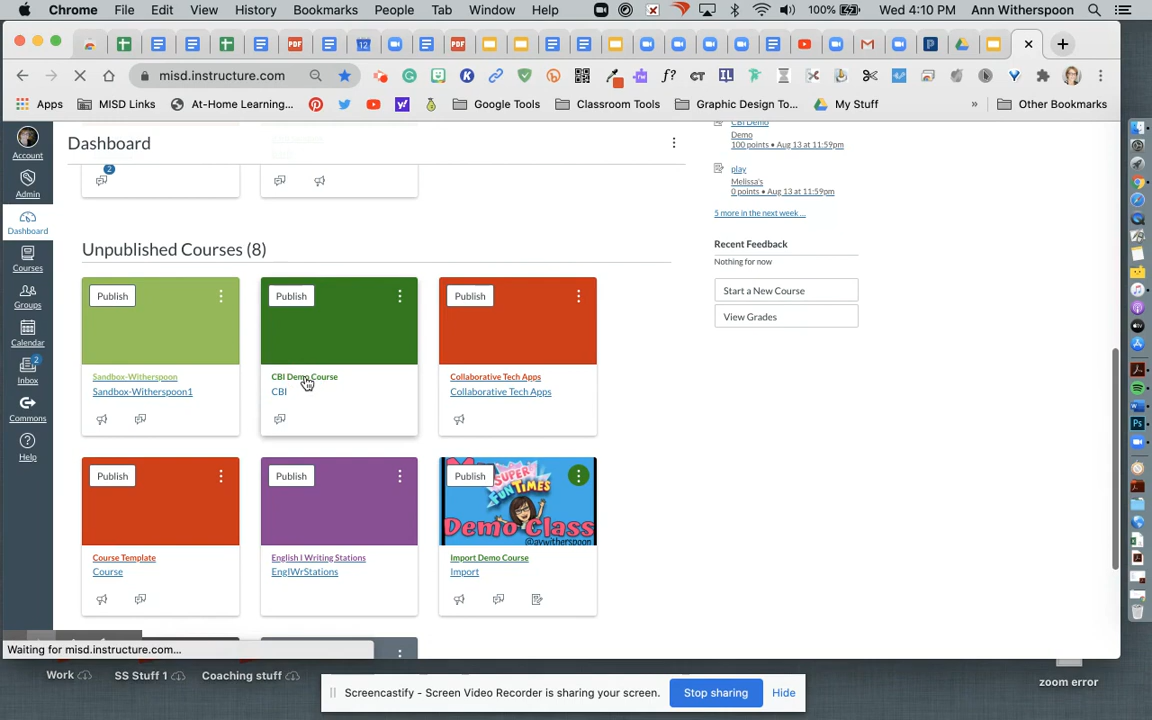 Chrome File Edit View History Bookmarks People Tab Window Help 100% Wed 4:10 PM Ann Witherspoon
PDF 12 PDF
misd.instructure.com
Apps MISD Links At-Home Learning... Google Tools Classroom Tools Graphic Design To... My Stuff » Other Bookmarks
Account
Admin
Dashboard
Courses
Groups
Calendar
2
Inbox
Commons
Help
Dashboard
2
Unpublished Courses (8)
Publish
Sandbox-Witherspoon
Sandbox-Witherspoon1
Publish
CBI Demo Course
CBI
Publish
Collaborative Tech Apps
Collaborative Tech Apps
Publish
Course Template
Course
Publish
English I Writing Stations
EnglWrStations
Publish
SUPER
FUNTIMES
Demo Class
@aywitherspoon
Import Demo Course
Import
CBI Demo
Demo
100 points • Aug 13 at 11:59pm
play
Melissa's
0 points • Aug 13 at 11:59pm
5 more in the next week ...
Recent Feedback
Nothing for now
Start a New Course
View Grades
Waiting for misd.instructure.com...
Work SS Stuff 1 Coaching stuff
Screencastify - Screen Video Recorder is sharing your screen. Stop sharing Hide
zoom error